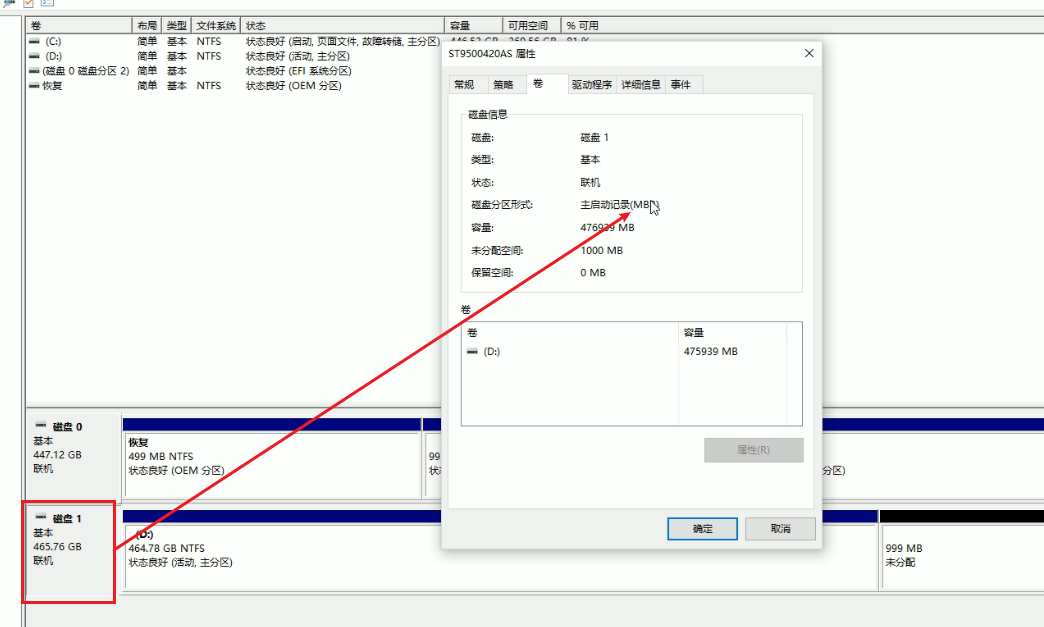 卷 布局 类型 文件系统 状态 容量 可用空间 % 可用
(C:) 简单 基本 NTFS 状态良好 (启动, 页面文件, 故障转储, 主分区)
(D:) 简单 基本 NTFS 状态良好 (活动, 主分区)
(磁盘 0 磁盘分区 2) 简单 基本 状态良好 (EFI 系统分区)
恢复 简单 基本 NTFS 状态良好 (OEM 分区)
ST9500420AS 属性
常规 策略 卷 驱动程序 详细信息 事件
磁盘信息
磁盘: 磁盘 1
类型: 基本
状态: 联机
磁盘分区形式: 主启动记录(MB
容量: 476939 MB
未分配空间: 1000 MB
保留空间: 0 MB
卷
卷 容量
(D:) 475939 MB
属性(R)
确定 取消
磁盘 0
基本
447.12 GB
联机
恢复
499 MB NTFS
状态良好 (OEM 分区)
99
状
分区)
磁盘 1
基本
465.76 GB
联机
(D:)
464.78 GB NTFS
状态良好 (活动, 主分区)
999 MB
未分配